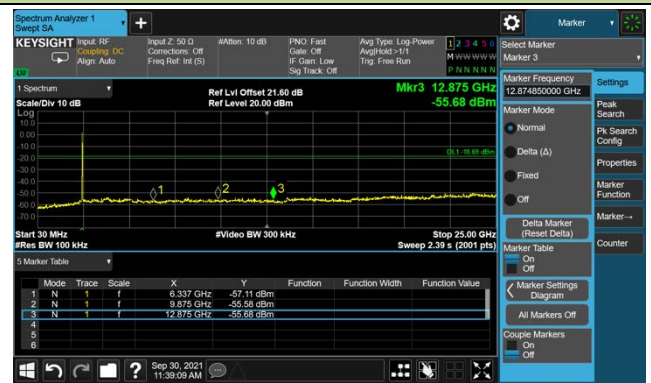 Spectrum Analyzer 1
Swept SA
+
Marker
KEYSIGHT
Input: RF
Coupling: DC
Align: Auto
Input Z: 50 Ω
Corrections: Off
Freq Ref: Int (S)
#Atten: 10 dB
PNO: Fast
Gate: Off
IF Gain: Low
Sig Track: Off
Avg Type: Log-Power
Avg|Hold:>1/1
Trig: Free Run
1 2 3 4 5 6
M W W W W W
P N N N N N
Select Marker
Marker 3
LXI
1 Spectrum
Scale/Div 10 dB
Ref Lvl Offset 21.60 dB
Ref Level 20.00 dBm
Mkr3 12.875 GHz
-55.68 dBm
Log
10.0
0.00
-10.0
-20.0
-30.0
-40.0
-50.0
-60.0
-70.0
DL1 -18.69 dBm
1
2
3
Start 30 MHz
#Res BW 100 kHz
#Video BW 300 kHz
Stop 25.00 GHz
Sweep 2.39 s (2001 pts)
5 Marker Table
Mode Trace Scale X Y Function Function Width Function Value
1 N 1 f 6.337 GHz -57.11 dBm
2 N 1 f 9.875 GHz -55.58 dBm
3 N 1 f 12.875 GHz -55.68 dBm
4
5
6
Marker Frequency
12.874850000 GHz
Marker Mode
Normal
Delta (Δ)
Fixed
Off
Delta Marker
(Reset Delta)
Marker Table
On
Off
Marker Settings
Diagram
All Markers Off
Couple Markers
On
Off
Settings
Peak
Search
Pk Search
Config
Properties
Marker
Function
Marker→
Counter
?
Sep 30, 2021
11:39:09 AM